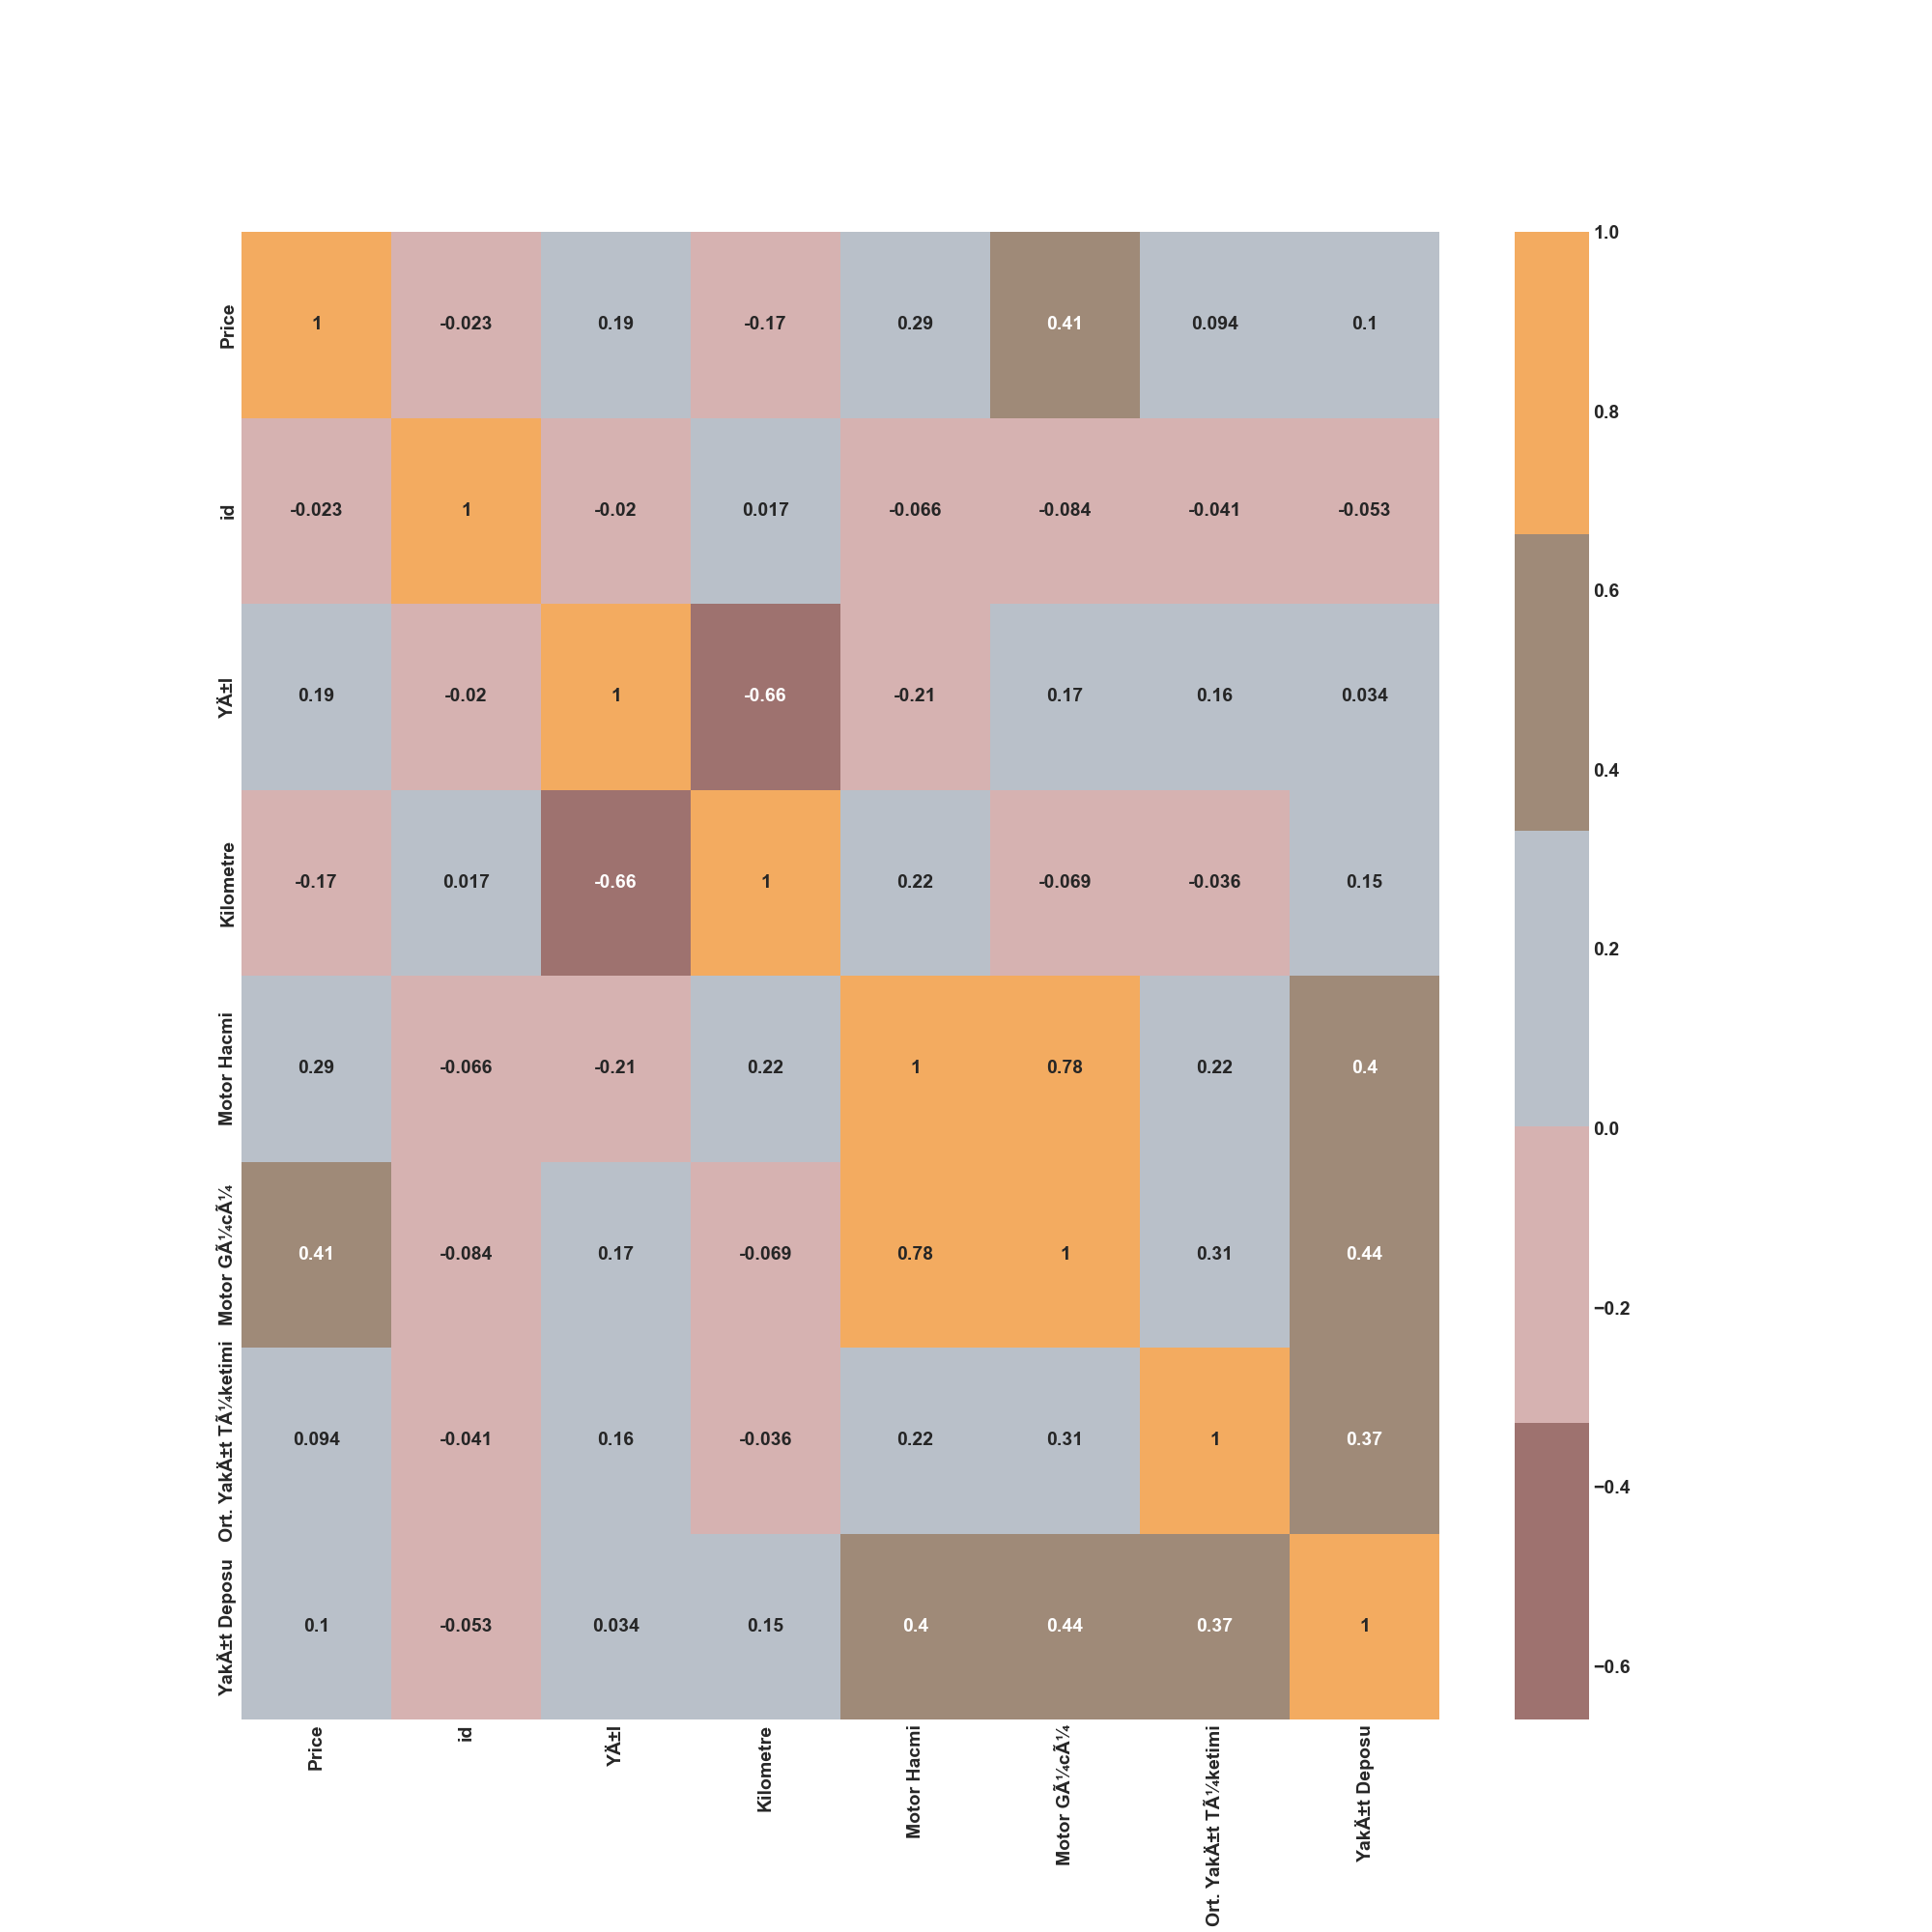 Price 1 -0.023 0.19 -0.17 0.29 0.41 0.094 0.1
id -0.023 1 -0.02 0.017 -0.066 -0.084 -0.041 -0.053
YÄ±l 0.19 -0.02 1 -0.66 -0.21 0.17 0.16 0.034
Kilometre -0.17 0.017 -0.66 1 0.22 -0.069 -0.036 0.15
Motor Hacmi 0.29 -0.066 -0.21 0.22 1 0.78 0.22 0.4
Motor GÃ¼cÃ¼ 0.41 -0.084 0.17 -0.069 0.78 1 0.31 0.44
Ort. YakÄ±t TÃ¼ketimi 0.094 -0.041 0.16 -0.036 0.22 0.31 1 0.37
YakÄ±t Deposu 0.1 -0.053 0.034 0.15 0.4 0.44 0.37 1
Price
id
YÄ±l
Kilometre
Motor Hacmi
Motor GÃ¼cÃ¼
Ort. YakÄ±t TÃ¼ketimi
YakÄ±t Deposu
1.0
0.8
0.6
0.4
0.2
0.0
−0.2
−0.4
−0.6